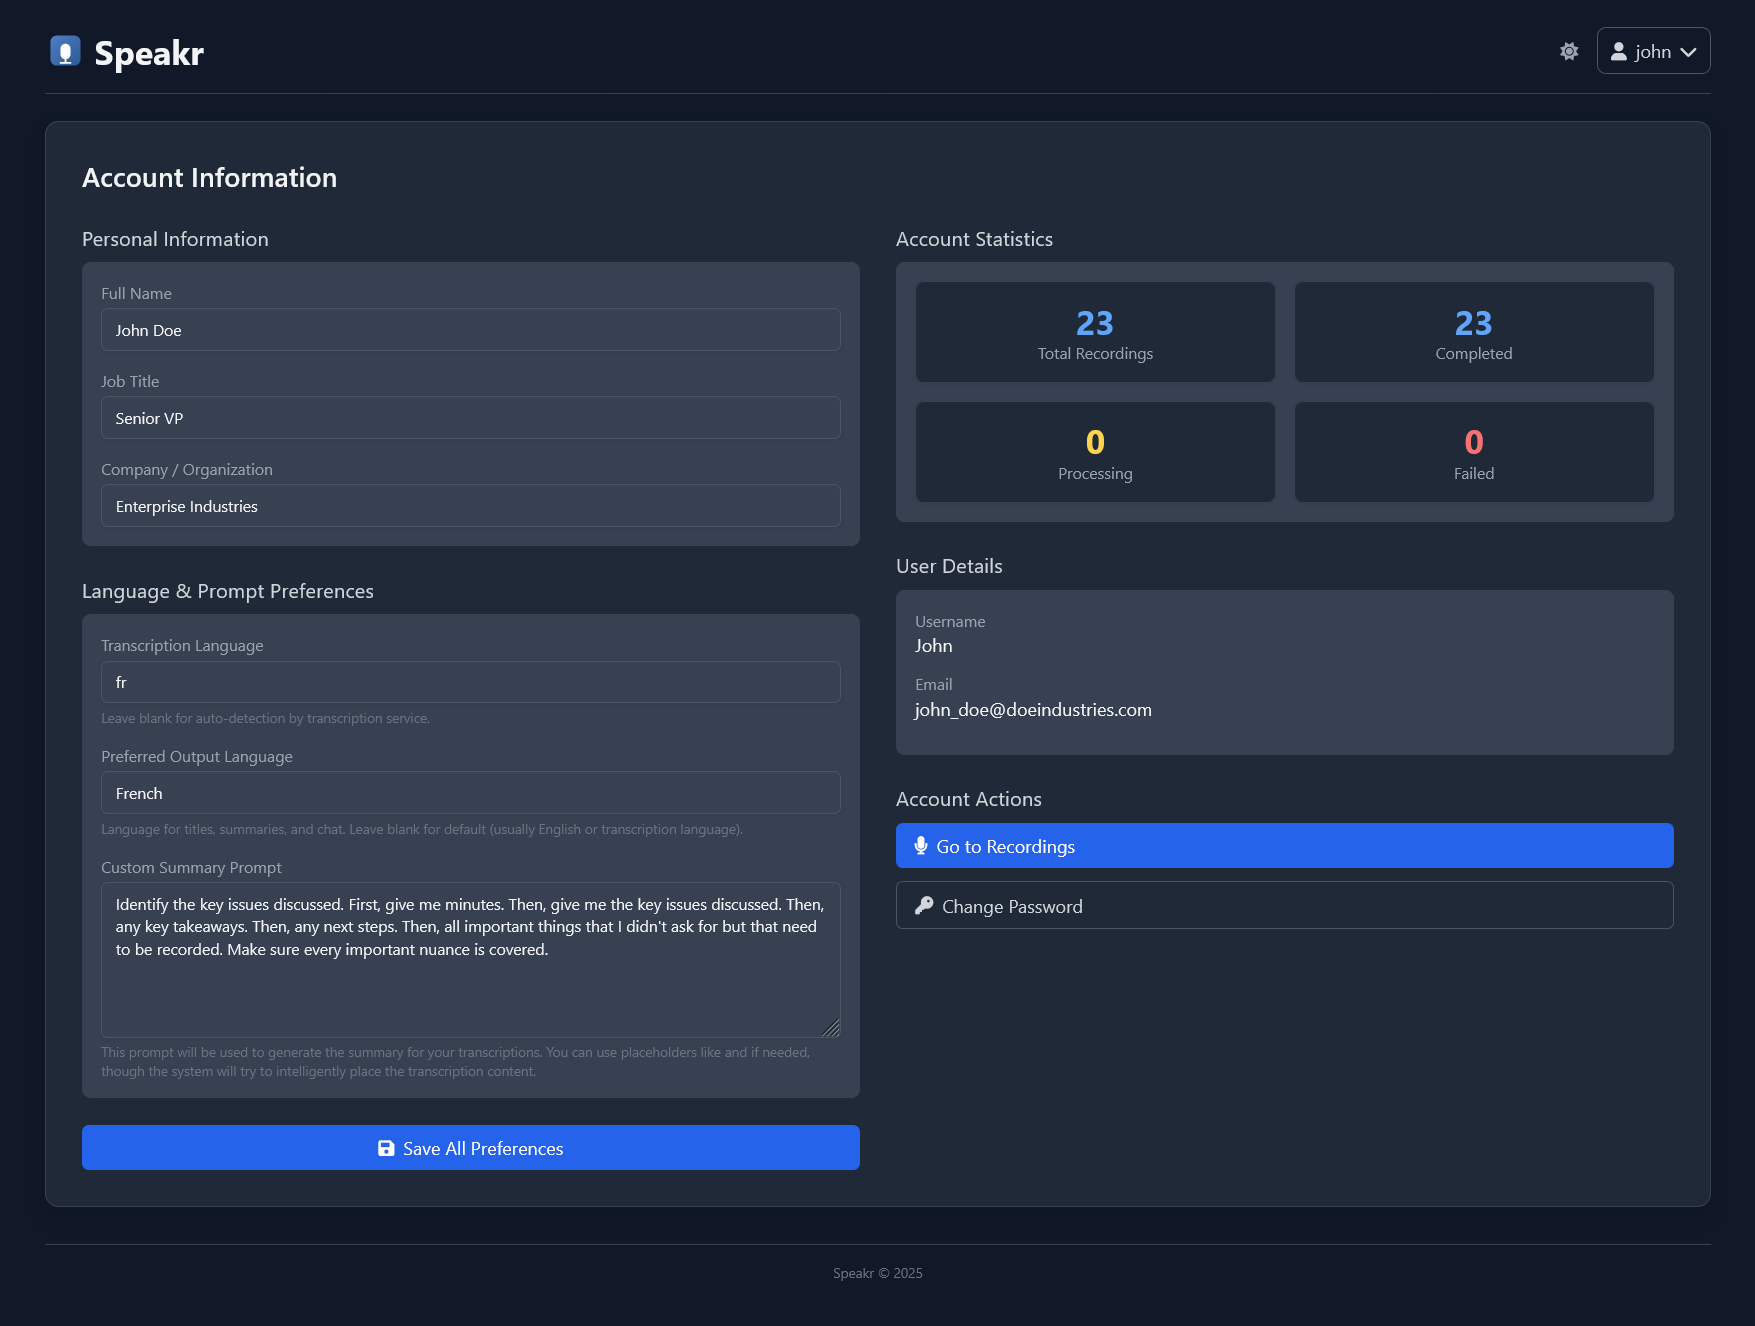 Speakr
john
Account Information
Personal Information
Full Name
John Doe
Job Title
Senior VP
Company / Organization
Enterprise Industries
Language & Prompt Preferences
Transcription Language
fr
Leave blank for auto-detection by transcription service.
Preferred Output Language
French
Language for titles, summaries, and chat. Leave blank for default (usually English or transcription language).
Custom Summary Prompt
Identify the key issues discussed. First, give me minutes. Then, give me the key issues discussed. Then,
any key takeaways. Then, any next steps. Then, all important things that I didn't ask for but that need
to be recorded. Make sure every important nuance is covered.
This prompt will be used to generate the summary for your transcriptions. You can use placeholders like and if needed,
though the system will try to intelligently place the transcription content.
Save All Preferences
Account Statistics
23
Total Recordings
23
Completed
0
Processing
0
Failed
User Details
Username
John
Email
john_doe@doeindustries.com
Account Actions
Go to Recordings
Change Password
Speakr © 2025